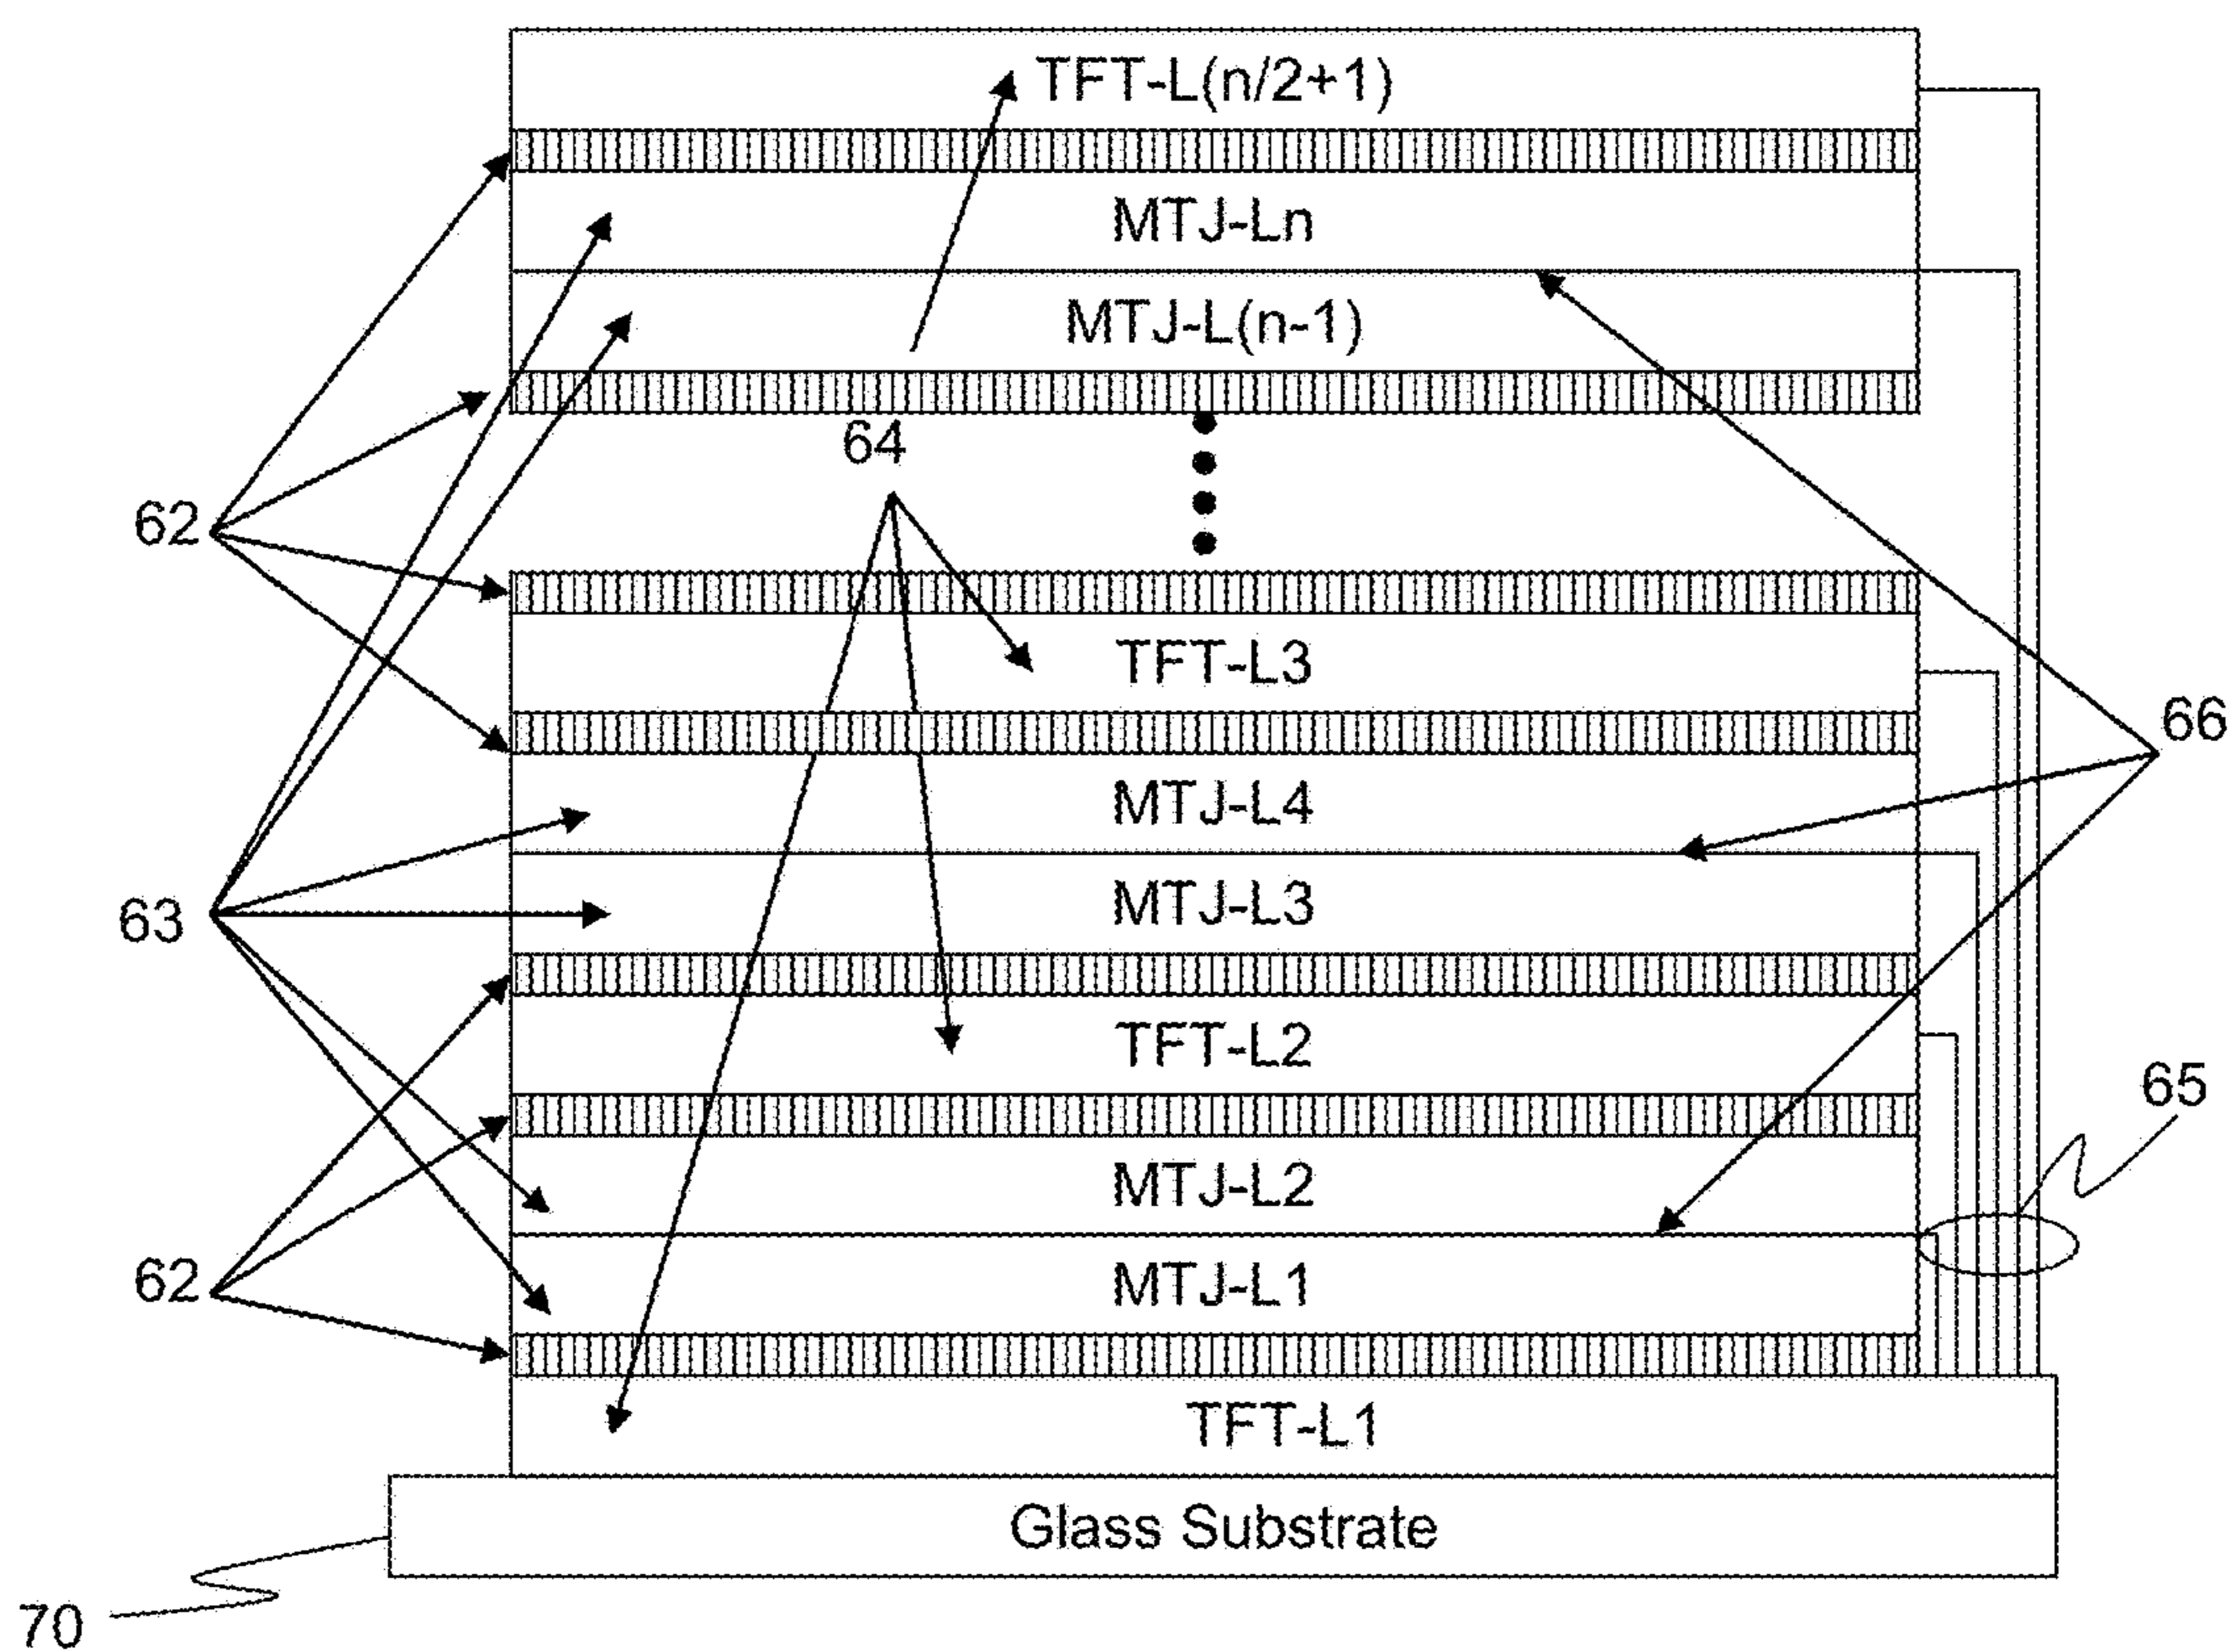 TFT-L(n/2+1)
MTJ-Ln
MTJ-L(n-1)
64
62
TFT-L3
66
MTJ-L4
MTJ-L3
63
TFT-L2
65
MTJ-L2
62
MTJ-L1
TFT-L1
Glass Substrate
70